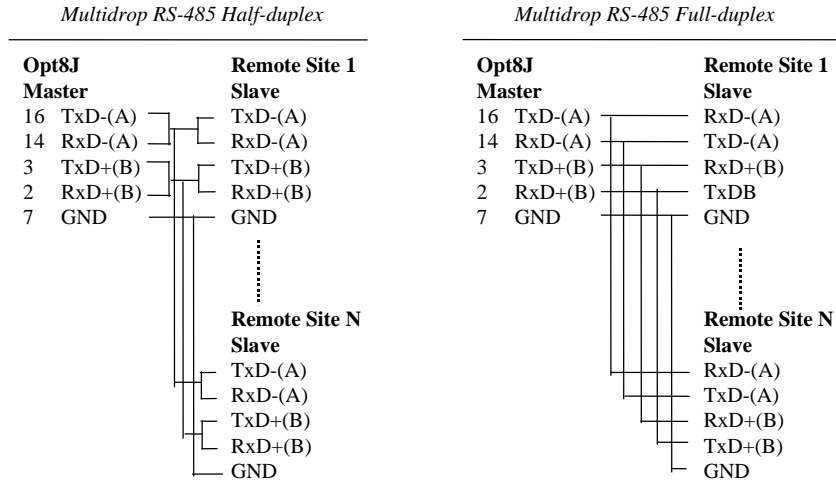 Multidrop RS-485 Half-duplex
Opt8J Remote Site 1
Master Slave
16 TxD-(A) TxD-(A)
14 RxD-(A) RxD-(A)
3 TxD+(B) TxD+(B)
2 RxD+(B) RxD+(B)
7 GND GND
Remote Site N
Slave
TxD-(A)
RxD-(A)
TxD+(B)
RxD+(B)
GND
Multidrop RS-485 Full-duplex
Opt8J Remote Site 1
Master Slave
16 TxD-(A) RxD-(A)
14 RxD-(A) TxD-(A)
3 TxD+(B) RxD+(B)
2 RxD+(B) TxDB
7 GND GND
Remote Site N
Slave
RxD-(A)
TxD-(A)
RxD+(B)
TxD+(B)
GND